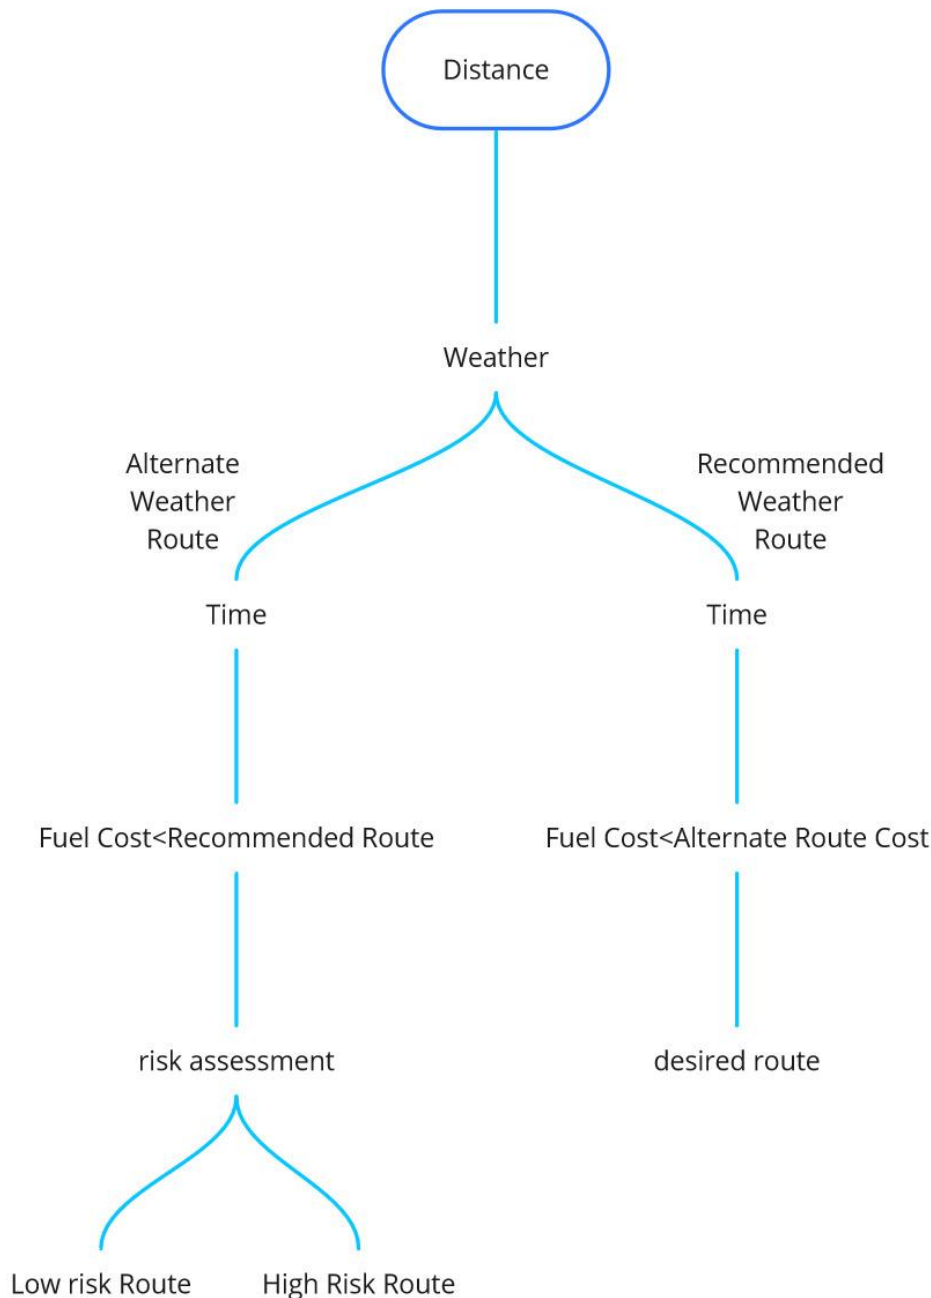 Distance
Weather
Alternate
Weather
Route
Recommended
Weather
Route
Time
Time
Fuel Cost<Recommended Route
Fuel Cost<Alternate Route Cost
risk assessment
desired route
Low risk Route
High Risk Route